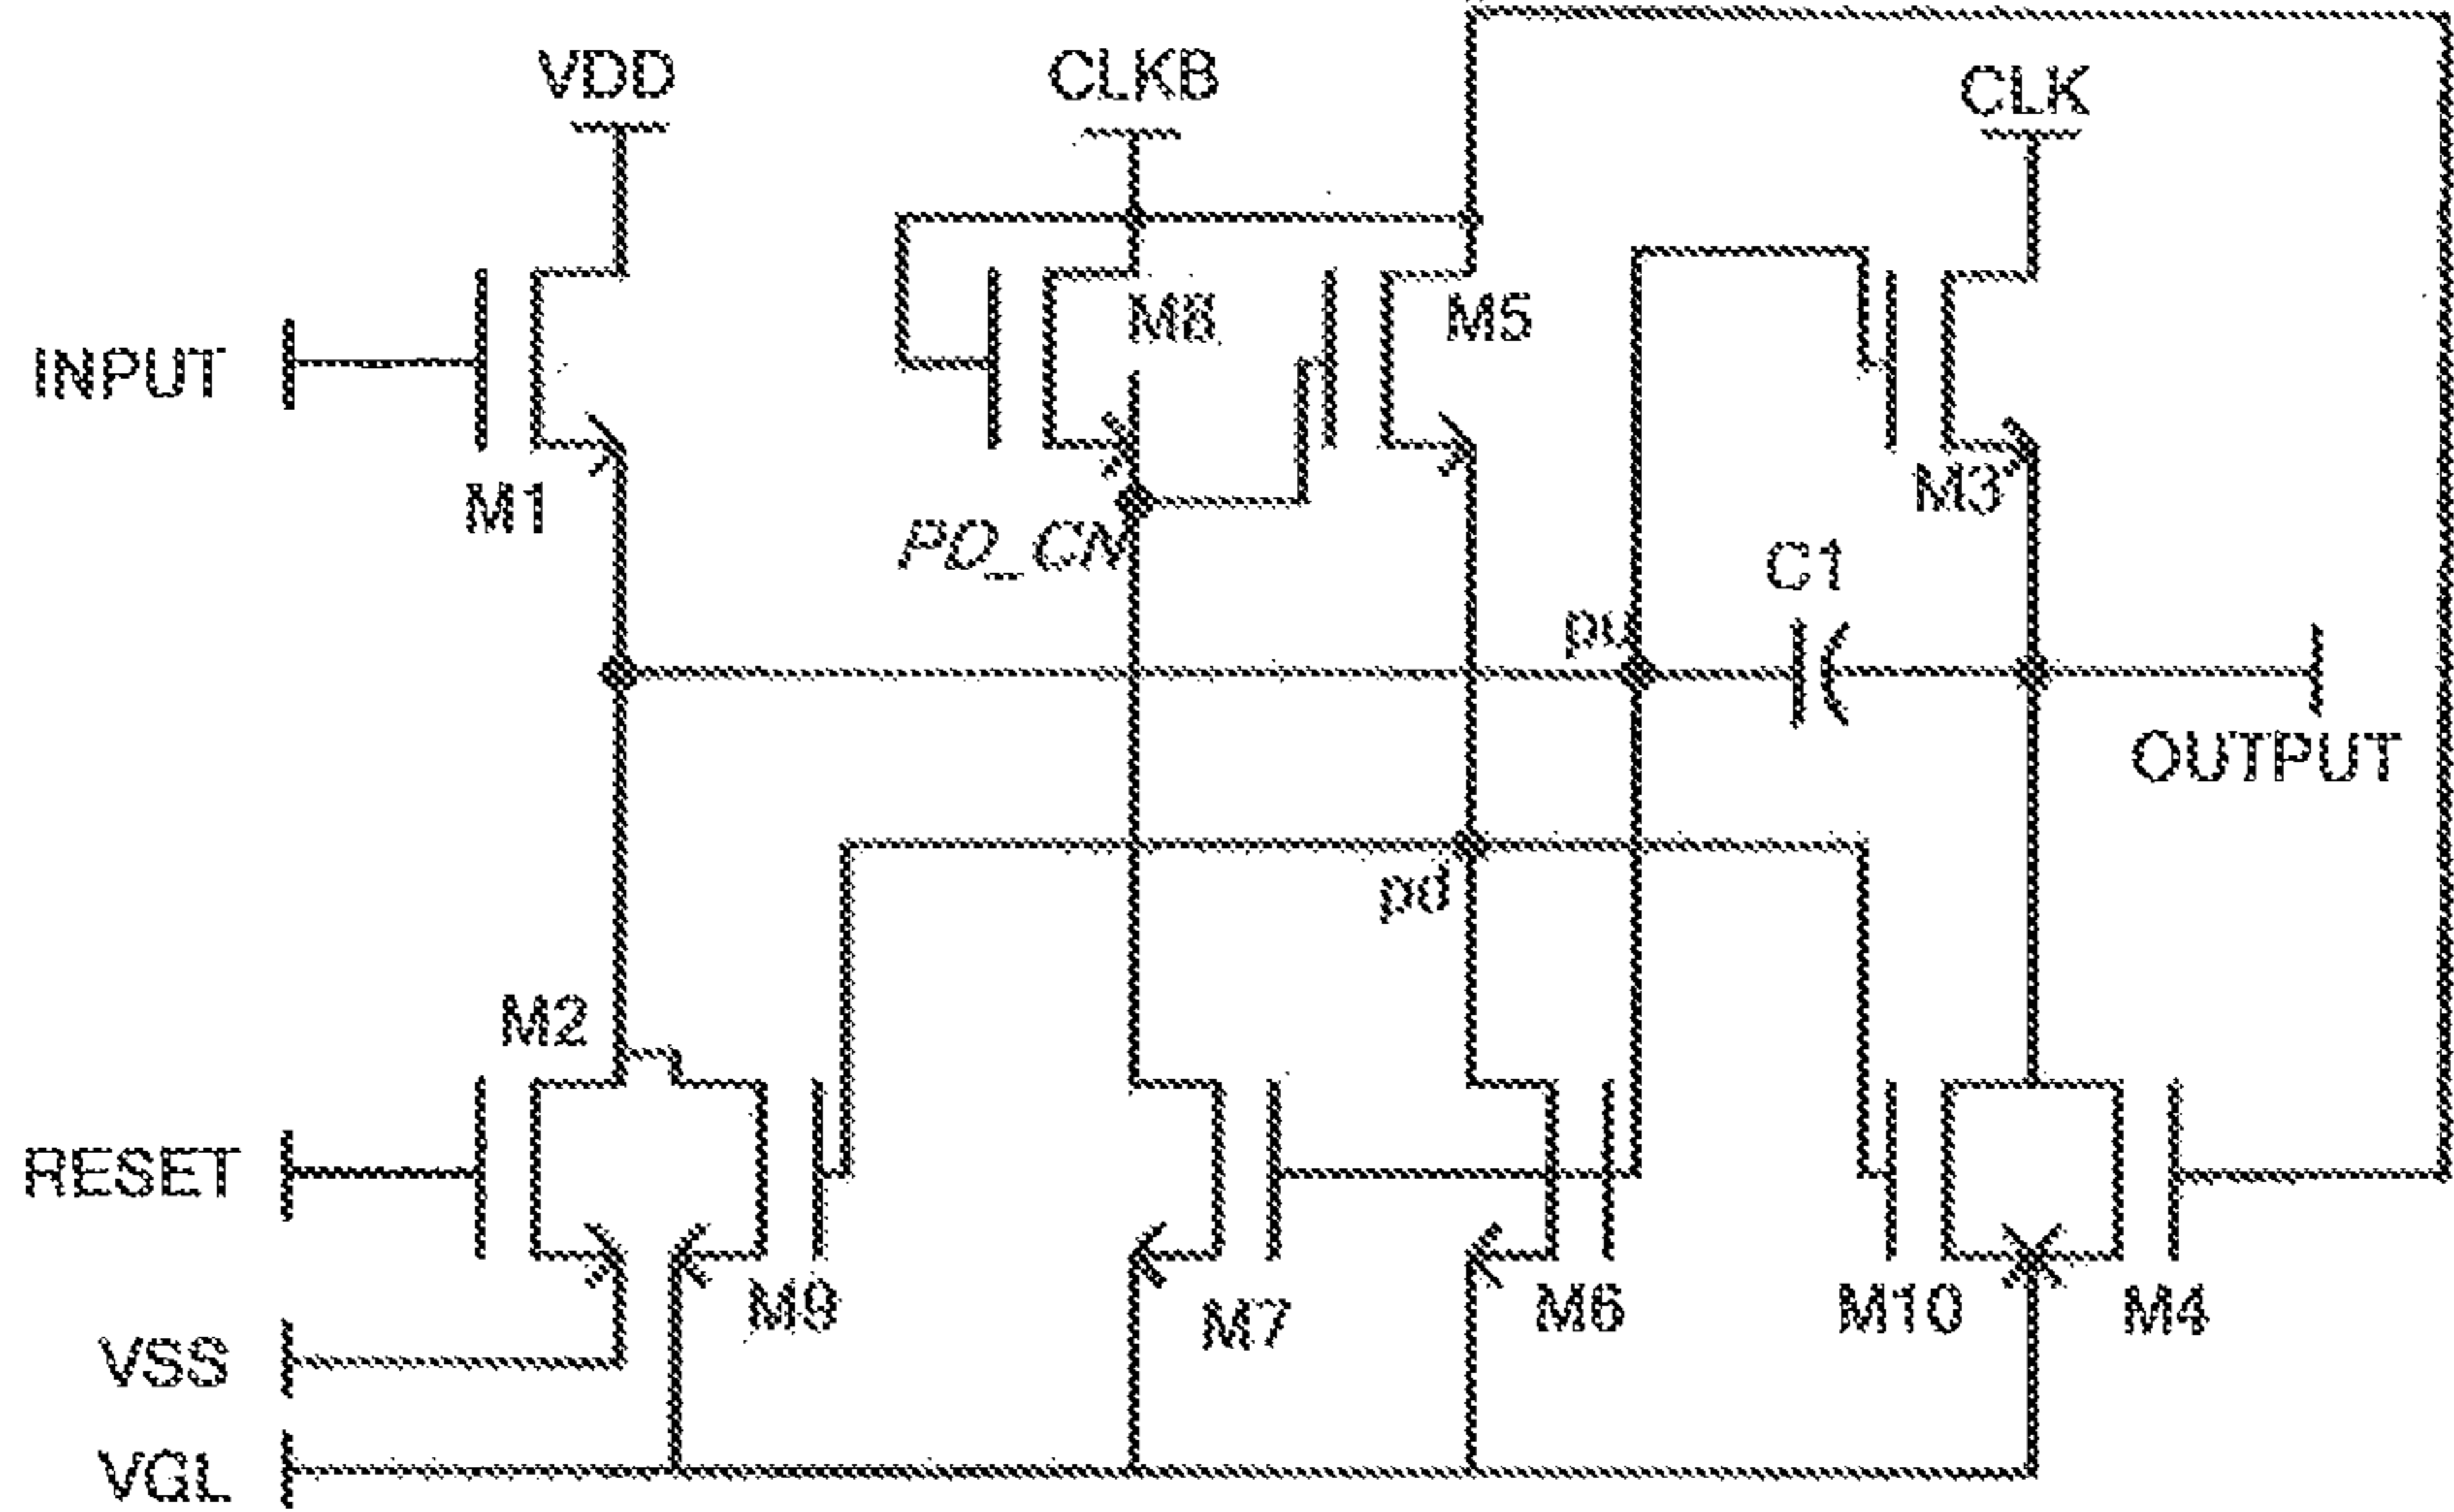 VDD
CLKB
CLK
INPUT
M8
M5
M1
M3
PD_CN
C1
pu
OUTPUT
pd
M2
RESET
M9
M7
M6
M10
M4
VSS
VGL